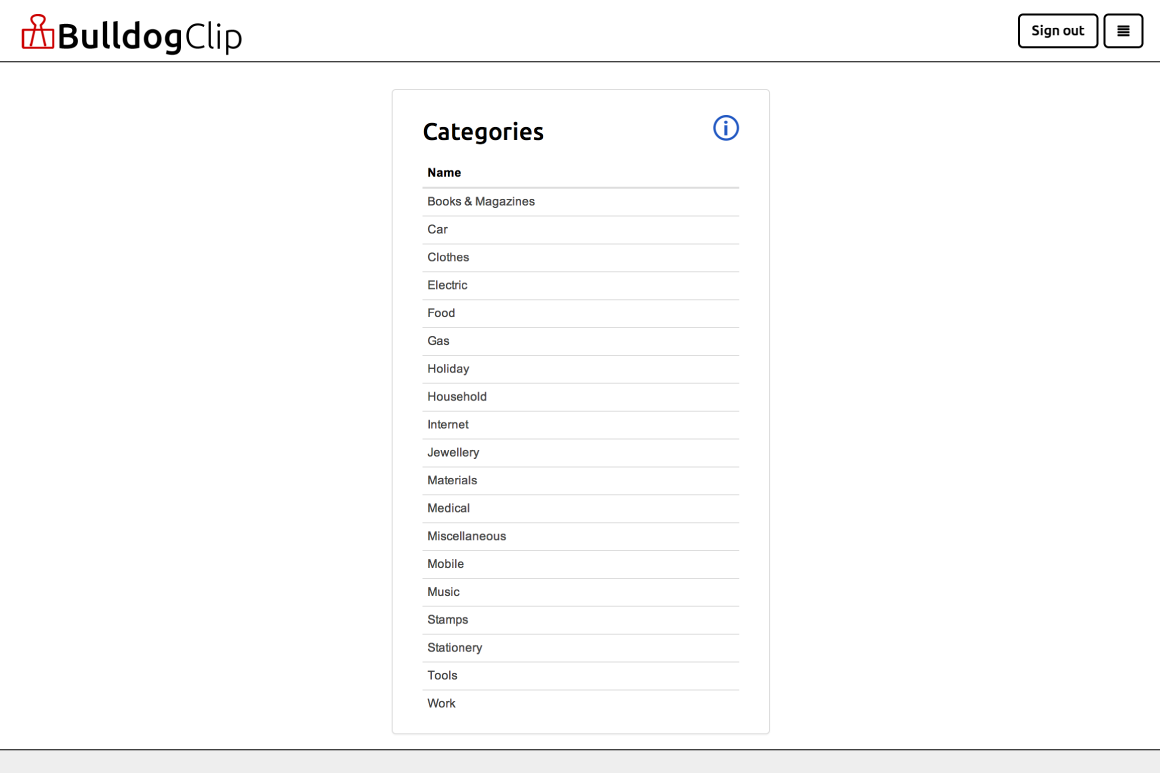 BulldogClip
Sign out
Categories
Name
Books & Magazines
Car
Clothes
Electric
Food
Gas
Holiday
Household
Internet
Jewellery
Materials
Medical
Miscellaneous
Mobile
Music
Stamps
Stationery
Tools
Work